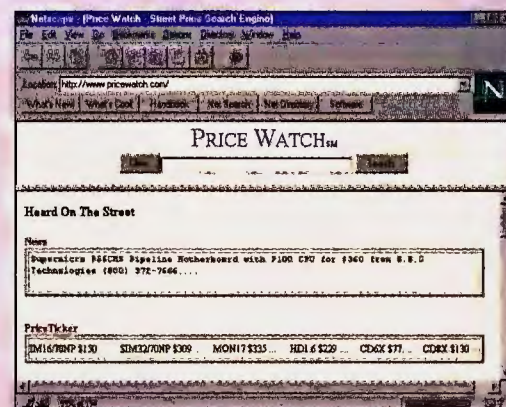 Netscape - [Price Watch - Street Price Search Engine]
File Edit View Go Bookmarks Options Directory Window Help
Location: http://www.pricewatch.com/
What's New! What's Cool! Handbook Net Search Net Directory Software
N
PRICE WATCH SM
Heard On The Street
News
Supermicro Pipeline Motherboard with P100 CPU for $360 from
Technologies (800) 372-7666....
PriceTicker
SIM16/70NP $150 SIM32/70NP $309 .. MON17 $335 ... HD1.6 $229 ... CD6X $77... CD8X $130